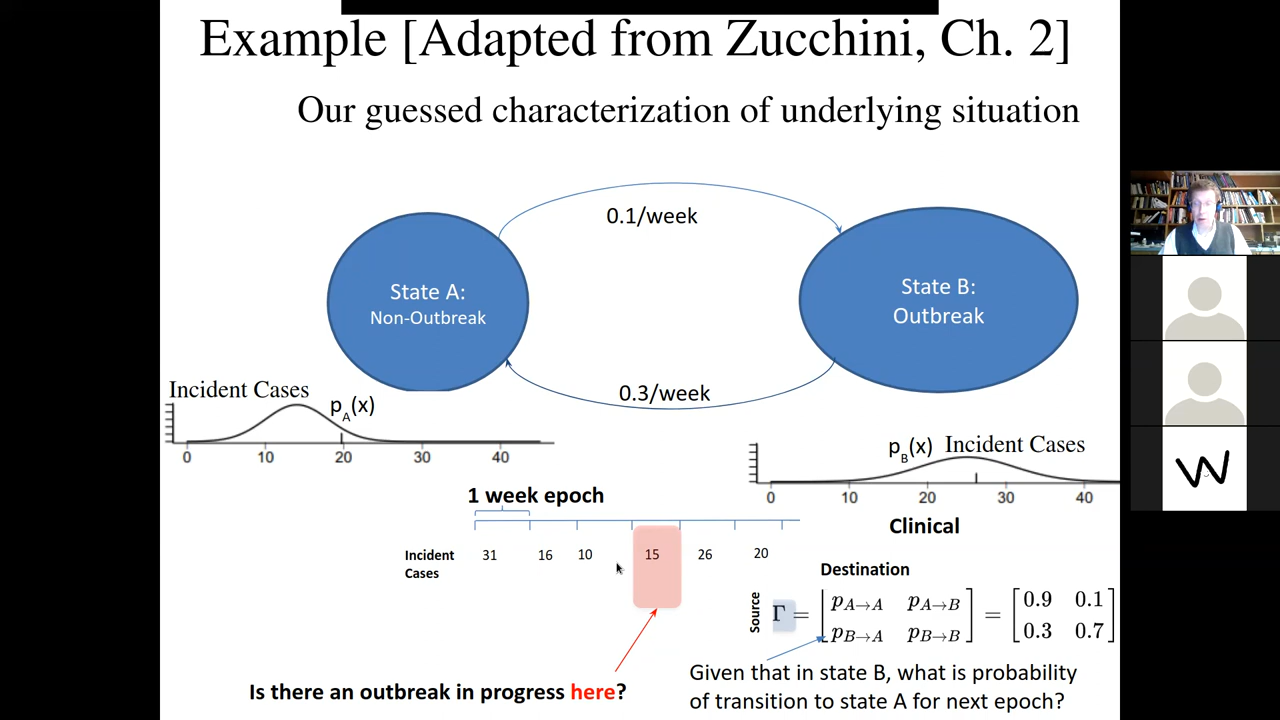 Example [Adapted from Zucchini, Ch. 2]
Our guessed characterization of underlying situation
0.1/week
State A:
Non-Outbreak
State B:
Outbreak
0.3/week
Incident Cases
pA(x)
0 10 20 30 40
pB(x) Incident Cases
0 10 20 30 40
Clinical
1 week epoch
Incident
Cases
31 16 10 15 26 20
Destination
Source
Γ = [pA→A pA→B] = [0.9 0.1]
[pB→A pB→B] [0.3 0.7]
Given that in state B, what is probability
of transition to state A for next epoch?
Is there an outbreak in progress here?
W